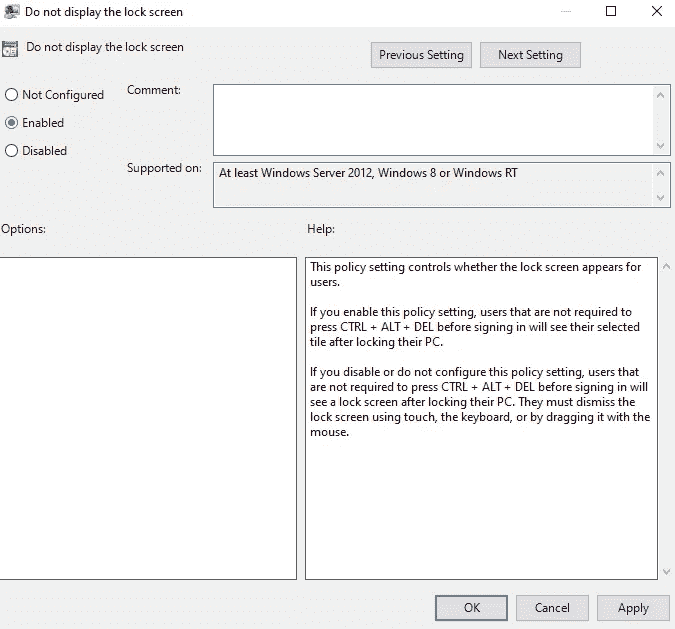 Do not display the lock screen
Do not display the lock screen
Previous Setting
Next Setting
Not Configured
Comment:
Enabled
Disabled
Supported on:
At least Windows Server 2012, Windows 8 or Windows RT
Options:
Help:
This policy setting controls whether the lock screen appears for
users.
If you enable this policy setting, users that are not required to
press CTRL + ALT + DEL before signing in will see their selected
tile after locking their PC.
If you disable or do not configure this policy setting, users that
are not required to press CTRL + ALT + DEL before signing in will
see a lock screen after locking their PC. They must dismiss the
lock screen using touch, the keyboard, or by dragging it with the
mouse.
OK
Cancel
Apply